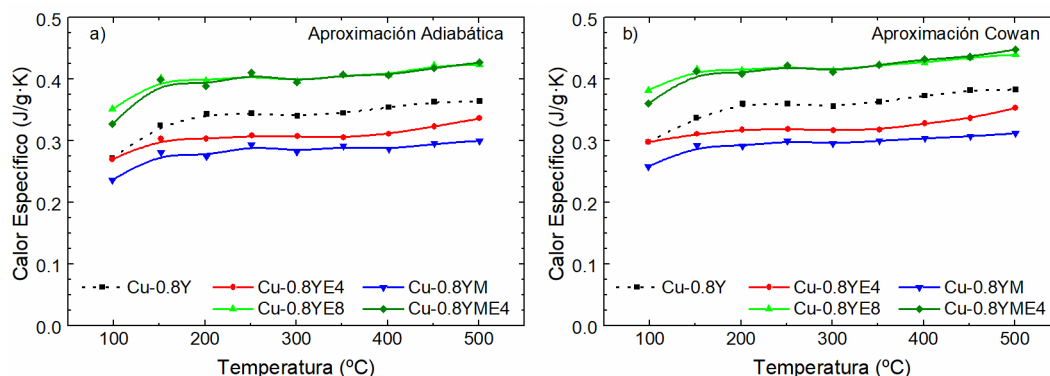 a) Aproximación Adiabática
0.5
0.4
0.3
0.2
0.1
0.0
Calor Específico (J/g·K)
Cu-0.8Y Cu-0.8YE4 Cu-0.8YM
Cu-0.8YE8 Cu-0.8YME4
100 200 300 400 500
Temperatura (ºC)
b) Aproximación Cowan
0.5
0.4
0.3
0.2
0.1
0.0
Calor Específico (J/g·K)
Cu-0.8Y Cu-0.8YE4 Cu-0.8YM
Cu-0.8YE8 Cu-0.8YME4
100 200 300 400 500
Temperatura (ºC)